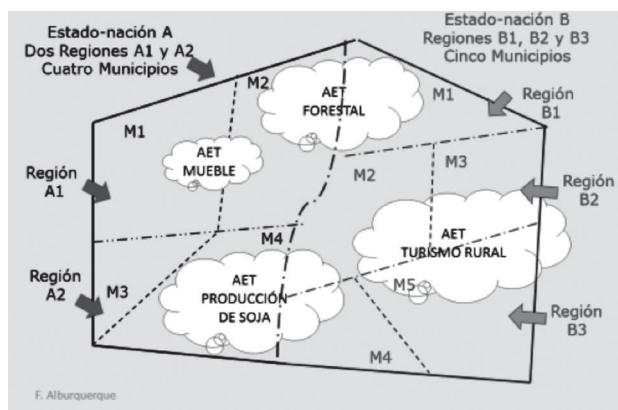 Estado-nación A
Dos Regiones A1 y A2
Cuatro Municipios
Estado-nación B
Regiones B1, B2 y B3
Cinco Municipios
M2
AET
FORESTAL
M1
Región
B1
M1
AET
MUEBLE
M2
M3
Región
A1
Región
B2
M4
AET
TURISMO RURAL
AET
PRODUCCIÓN
DE SOJA
M5
Región
A2
M3
Región
B3
M4
F. Alburquerque